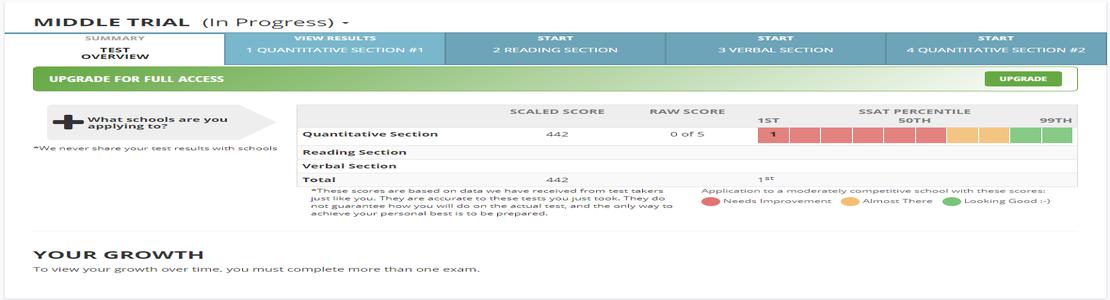 MIDDLE TRIAL (In Progress)
SUMMARY
TEST
OVERVIEW
VIEW RESULTS
1 QUANTITATIVE SECTION #1
START
2 READING SECTION
START
3 VERBAL SECTION
START
4 QUANTITATIVE SECTION #2
UPGRADE FOR FULL ACCESS
UPGRADE
What schools are you
applying to?
*We never share your test results with schools
SCALED SCORE RAW SCORE SSAT PERCENTILE
1ST 50TH 99TH
Quantitative Section 442 0 of 5 1
Reading Section
Verbal Section
Total 442 1st
*These scores are based on data we have received from test takers
just like you. They are accurate to these tests you just took. They do
not guarantee how you will do on the actual test, and the only way to
achieve your personal best is to be prepared.
Application to a moderately competitive school with these scores:
Needs Improvement Almost There Looking Good :-)
YOUR GROWTH
To view your growth over time, you must complete more than one exam.